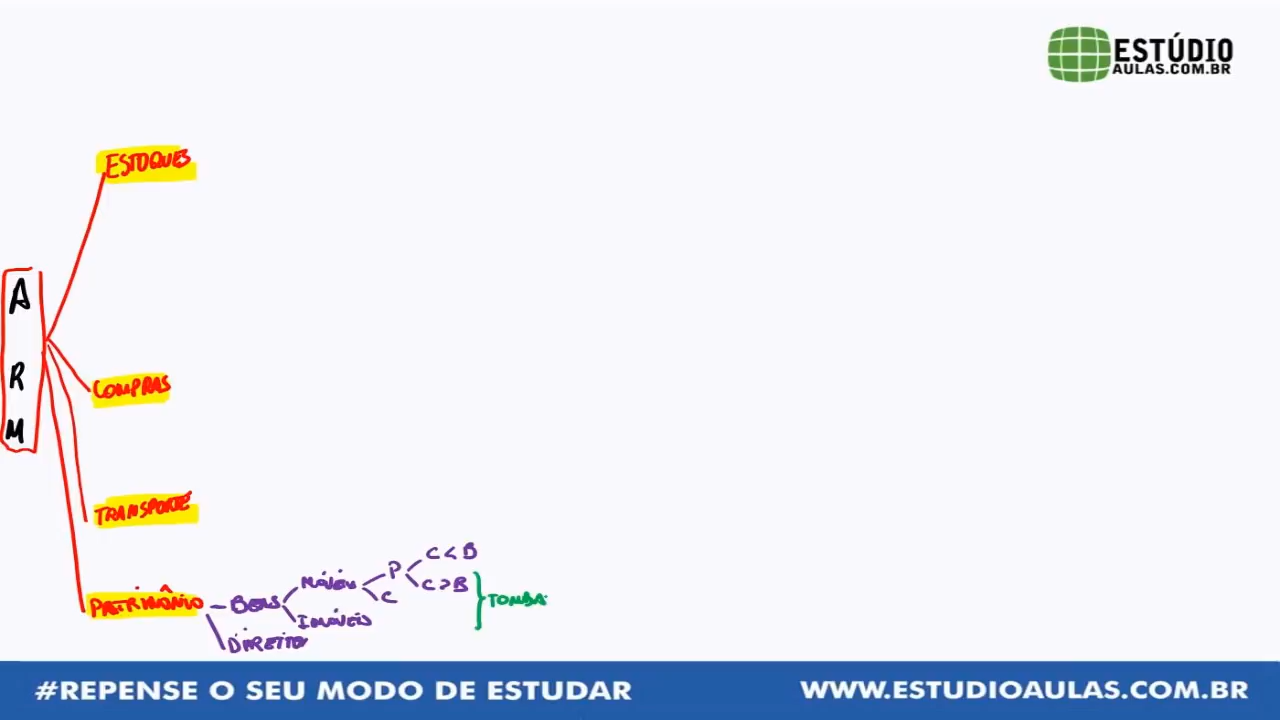 ESTÚDIO
AULAS.COM.BR
ESTOQUES
A
R
M
COMPRAS
TRANSPORTE
PATRIMÔNIO
BENS
DIREITOS
MÓVEIS
IMÓVEIS
P
C
C < B
C > B
TOMBA
#REPENSE O SEU MODO DE ESTUDAR
WWW.ESTUDIOAULAS.COM.BR